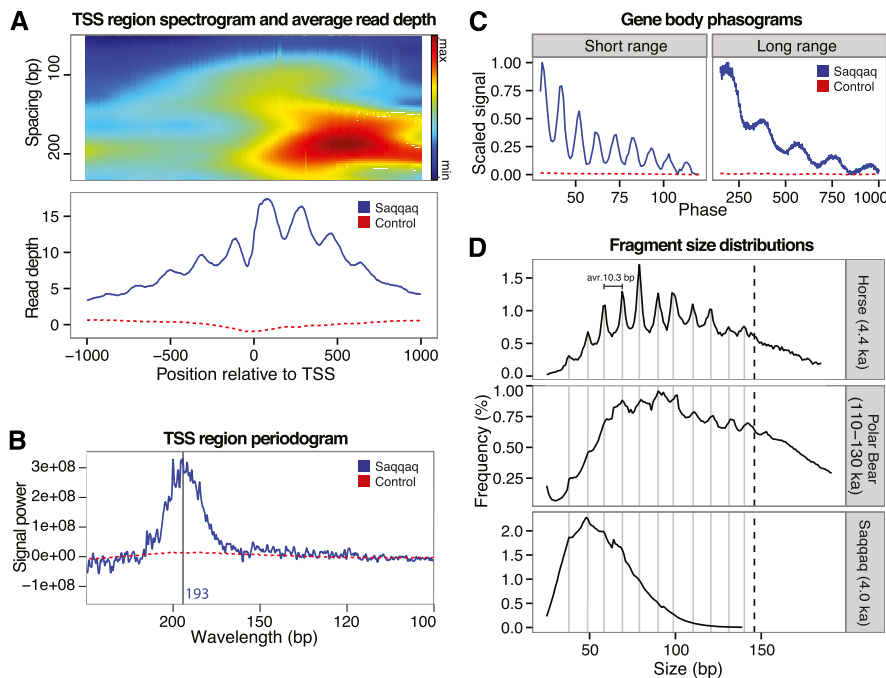 A
TSS region spectrogram and average read depth
Spacing (bp)
100
200
max
min
Read depth
15
10
5
0
Saqqaq
Control
−1000
−500
0
500
1000
Position relative to TSS
B
TSS region periodogram
Signal power
3e+08
2e+08
1e+08
0e+00
−1e+08
Saqqaq
Control
193
200
150
120
100
Wavelength (bp)
C
Gene body phasograms
Short range
Long range
Scaled signal
1.00
0.75
0.50
0.25
0.00
Saqqaq
Control
50
75
100
250
500
750
1000
Phase
D
Fragment size distributions
Frequency (%)
1.5
1.0
0.5
0.0
avr.10.3 bp
Horse (4.4 ka)
1.00
0.75
0.50
0.25
Polar Bear
(110−130 ka)
2.0
1.5
1.0
0.5
0.0
Saqqaq (4.0 ka)
50
100
150
Size (bp)